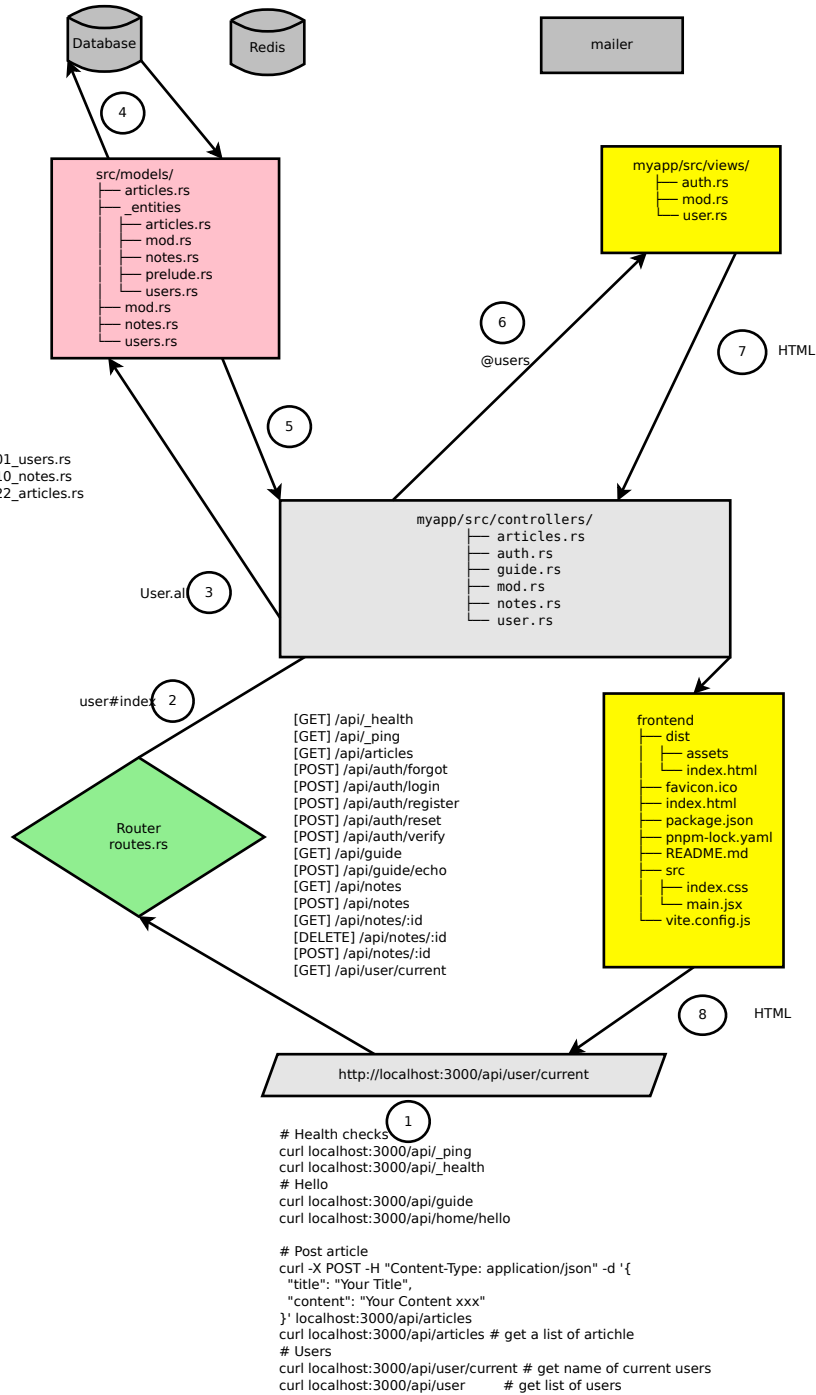 Database
Redis
mailer
4
src/models/
├── articles.rs
├── _entities
│   ├── articles.rs
│   ├── mod.rs
│   ├── notes.rs
│   ├── prelude.rs
│   └── users.rs
├── mod.rs
├── notes.rs
└── users.rs
myapp/src/views/
├── auth.rs
├── mod.rs
└── user.rs
6
@users
7
HTML
5
01_users.rs
10_notes.rs
22_articles.rs
myapp/src/controllers/
├── articles.rs
├── auth.rs
├── guide.rs
├── mod.rs
├── notes.rs
└── user.rs
User.al
3
user#index
2
Router
routes.rs
[GET] /api/_health
[GET] /api/_ping
[GET] /api/articles
[POST] /api/auth/forgot
[POST] /api/auth/login
[POST] /api/auth/register
[POST] /api/auth/reset
[POST] /api/auth/verify
[GET] /api/guide
[POST] /api/guide/echo
[GET] /api/notes
[POST] /api/notes
[GET] /api/notes/:id
[DELETE] /api/notes/:id
[POST] /api/notes/:id
[GET] /api/user/current
frontend
├── dist
│   ├── assets
│   └── index.html
├── favicon.ico
├── index.html
├── package.json
├── pnpm-lock.yaml
├── README.md
├── src
│   ├── index.css
│   └── main.jsx
└── vite.config.js
8
HTML
http://localhost:3000/api/user/current
1
# Health checks
curl localhost:3000/api/_ping
curl localhost:3000/api/_health
# Hello
curl localhost:3000/api/guide
curl localhost:3000/api/home/hello
# Post article
curl -X POST -H "Content-Type: application/json" -d '{
"title": "Your Title",
"content": "Your Content xxx"
}' localhost:3000/api/articles
curl localhost:3000/api/articles # get a list of artichle
# Users
curl localhost:3000/api/user/current # get name of current users
curl localhost:3000/api/user # get list of users